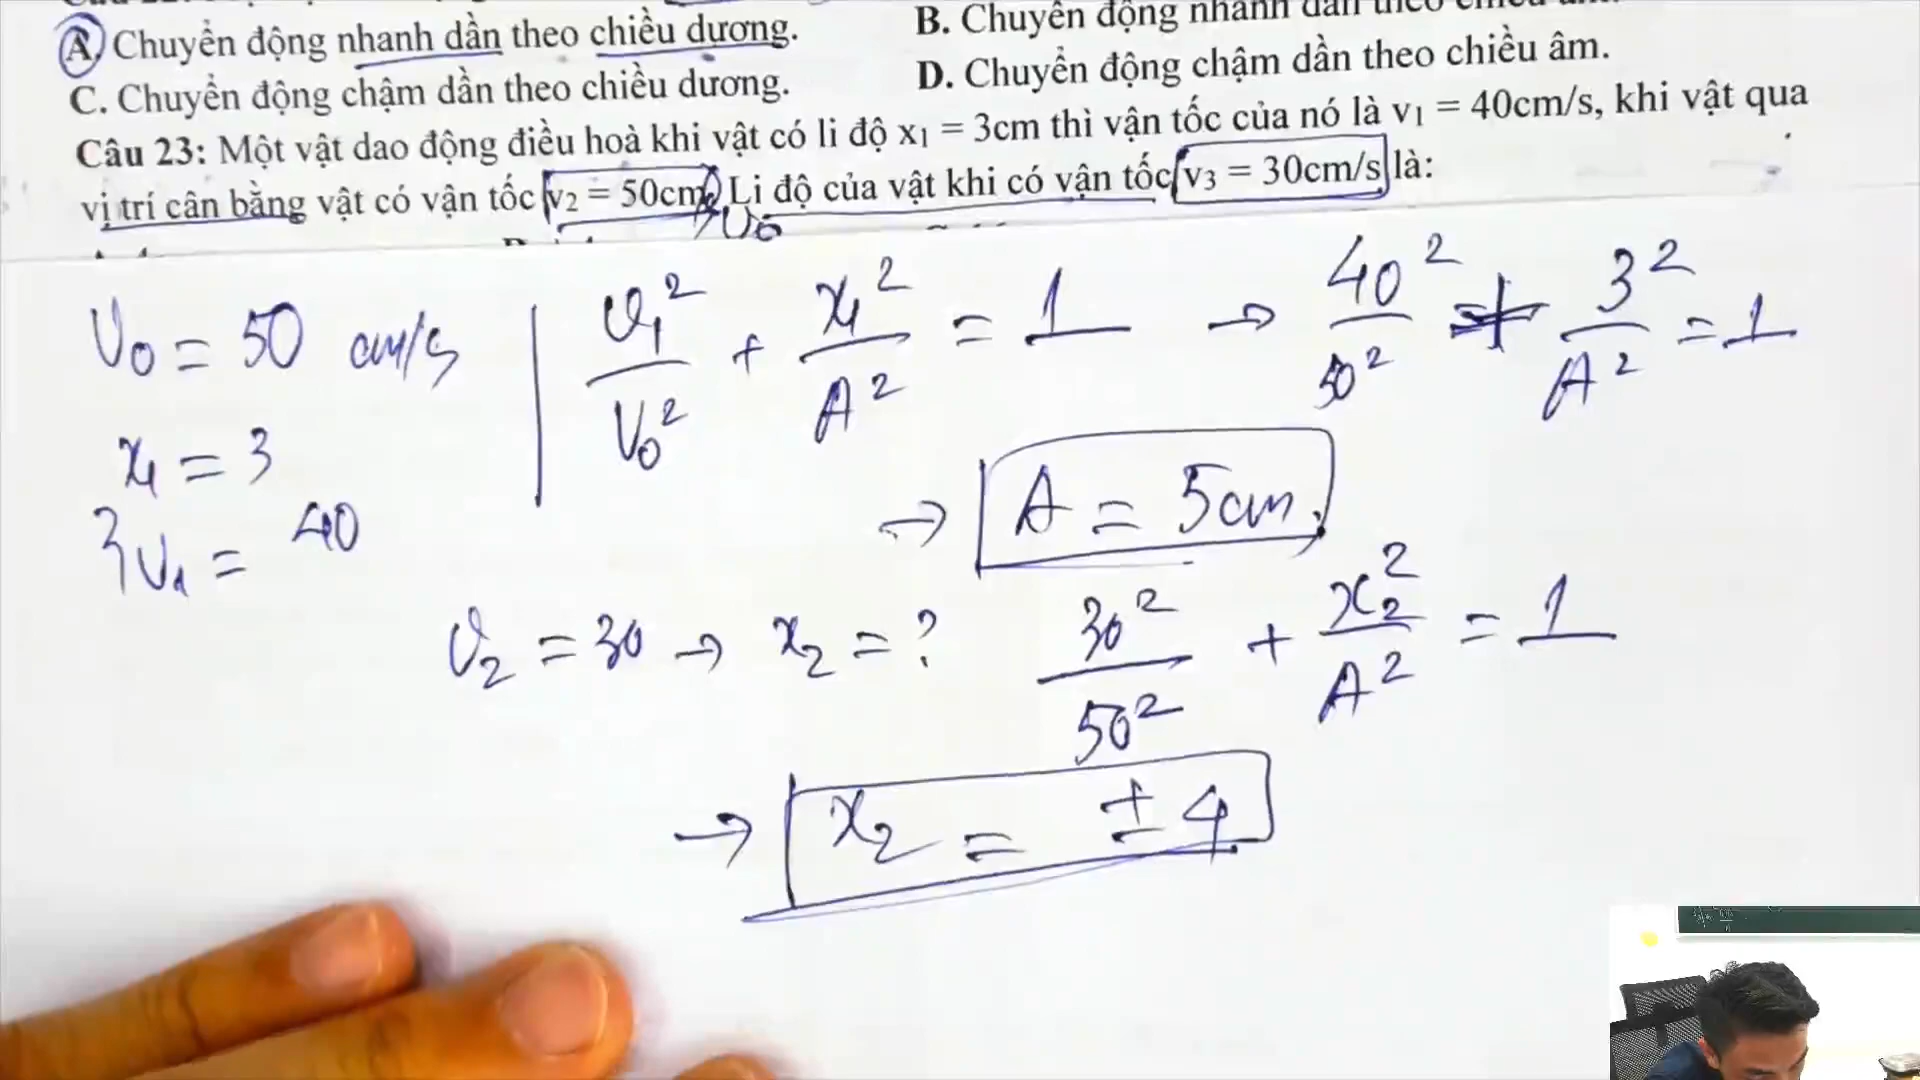 A. Chuyển động nhanh dần theo chiều dương.
B. Chuyển động nhanh dần theo
C. Chuyển động chậm dần theo chiều dương.
D. Chuyển động chậm dần theo chiều âm.
Câu 23: Một vật dao động điều hoà khi vật có li độ x₁ = 3cm thì vận tốc của nó là v₁ = 40cm/s, khi vật qua
vị trí cân bằng vật có vận tốc v₂ = 50cm. Li độ của vật khi có vận tốc v₃ = 30cm/s là:
v₀
v₀ = 50 cm/s
v₁²/v₀² + x₁²/A² = 1 → 40²/50² + 3²/A² = 1
x₁ = 3
v₁ = 40
→ A = 5cm.
v₂ = 30 → x₂ = ?
30²/50² + x₂²/A² = 1
→ x₂ = ± 4